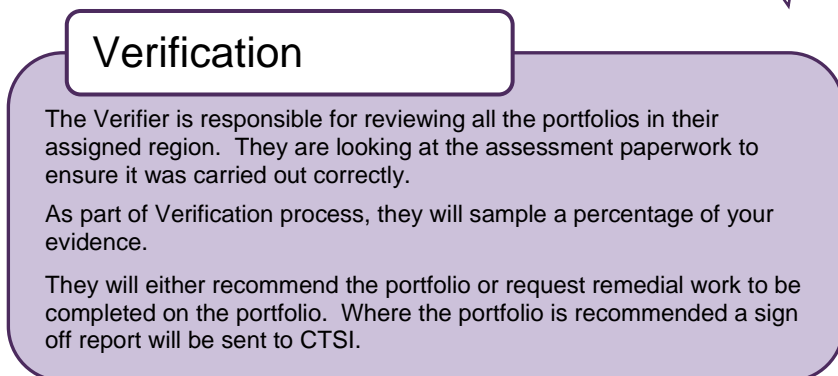 Verification
The Verifier is responsible for reviewing all the portfolios in their
assigned region.  They are looking at the assessment paperwork to
ensure it was carried out correctly.
As part of Verification process, they will sample a percentage of your
evidence.
They will either recommend the portfolio or request remedial work to be
completed on the portfolio.  Where the portfolio is recommended a sign
off report will be sent to CTSI.